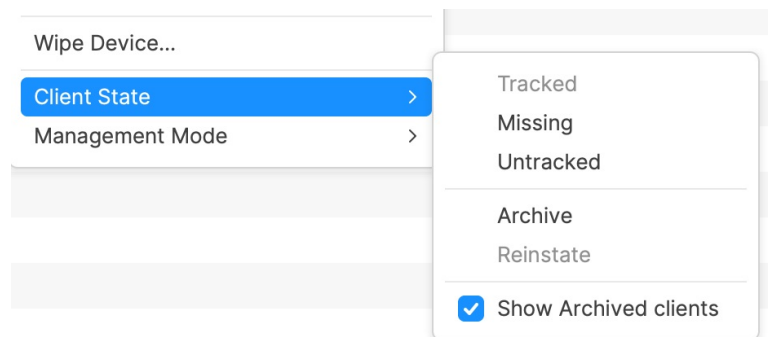 Wipe Device...
Client State
Management Mode
Tracked
Missing
Untracked
Archive
Reinstate
Show Archived clients